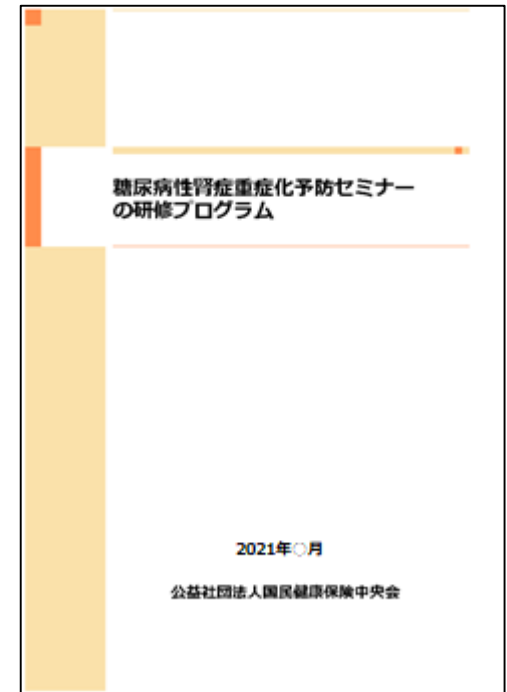 糖尿病性腎症重症化予防セミナー
の研修プログラム
2021年○月
公益社団法人国民健康保険中央会